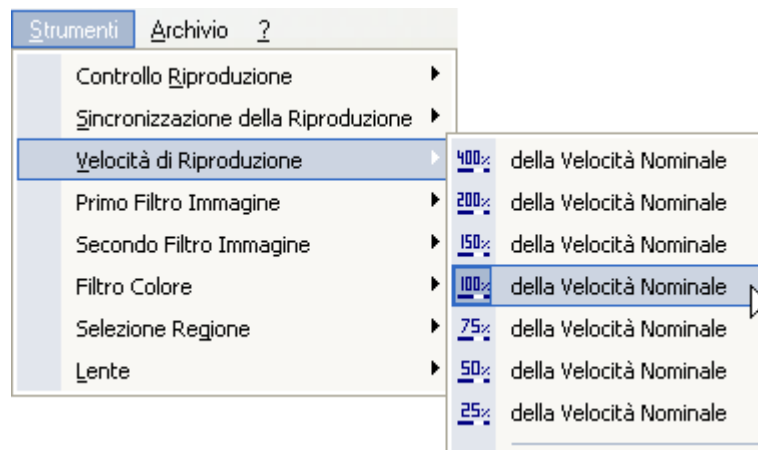 Strumenti Archivio ?
Controllo Riproduzione
Sincronizzazione della Riproduzione
Velocità di Riproduzione
Primo Filtro Immagine
Secondo Filtro Immagine
Filtro Colore
Selezione Regione
Lente
400% della Velocità Nominale
200% della Velocità Nominale
150% della Velocità Nominale
100% della Velocità Nominale
75% della Velocità Nominale
50% della Velocità Nominale
25% della Velocità Nominale